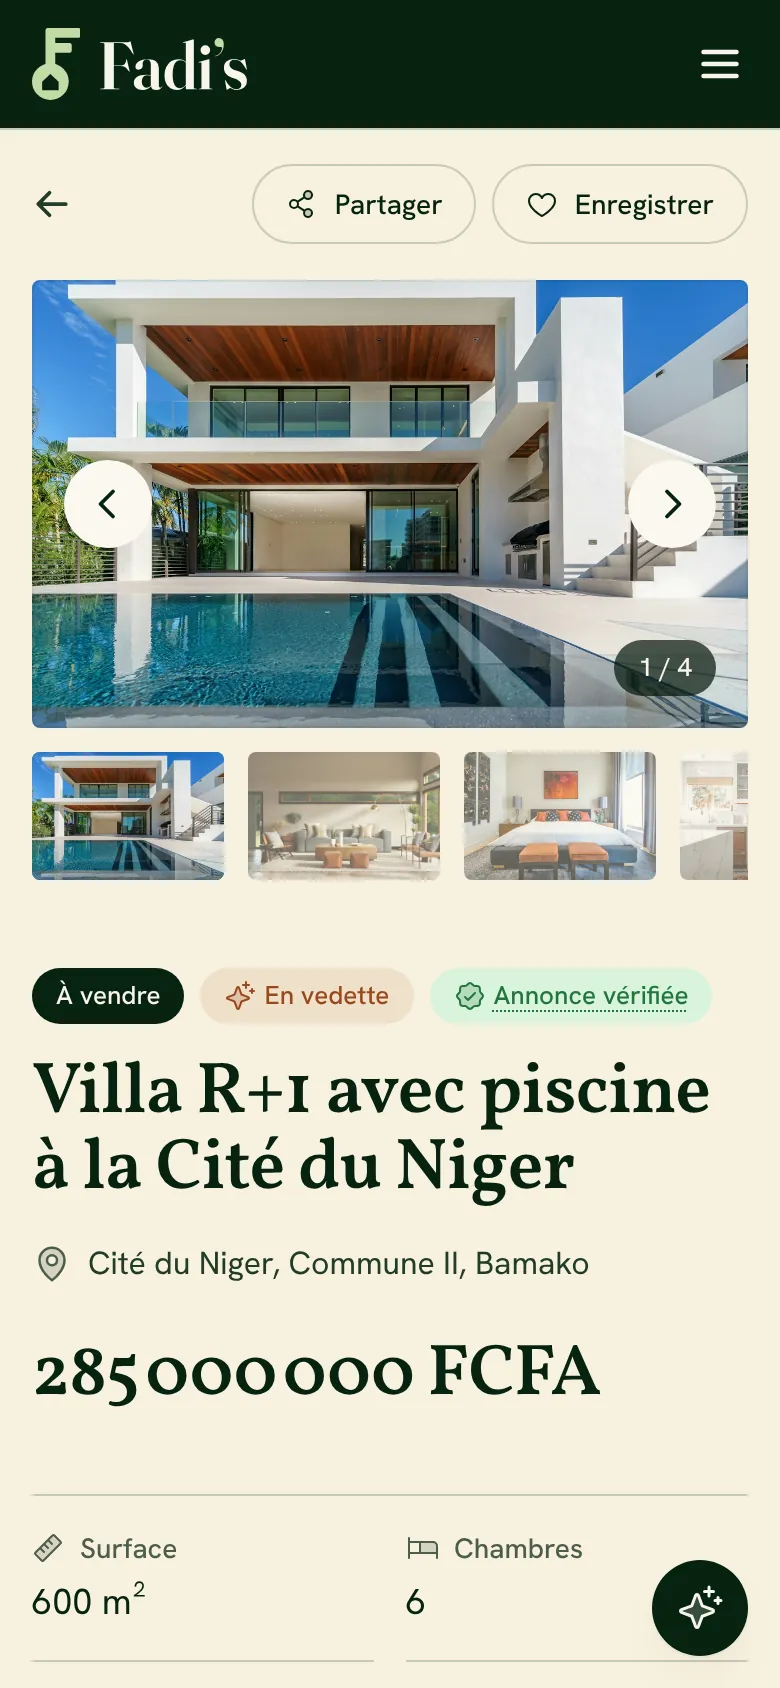 Fadi's
Partager
Enregistrer
1 / 4
À vendre
En vedette
Annonce vérifiée
Villa R+1 avec piscine
à la Cité du Niger
Cité du Niger, Commune II, Bamako
285 000 000 FCFA
Surface
Chambres
600 m²
6